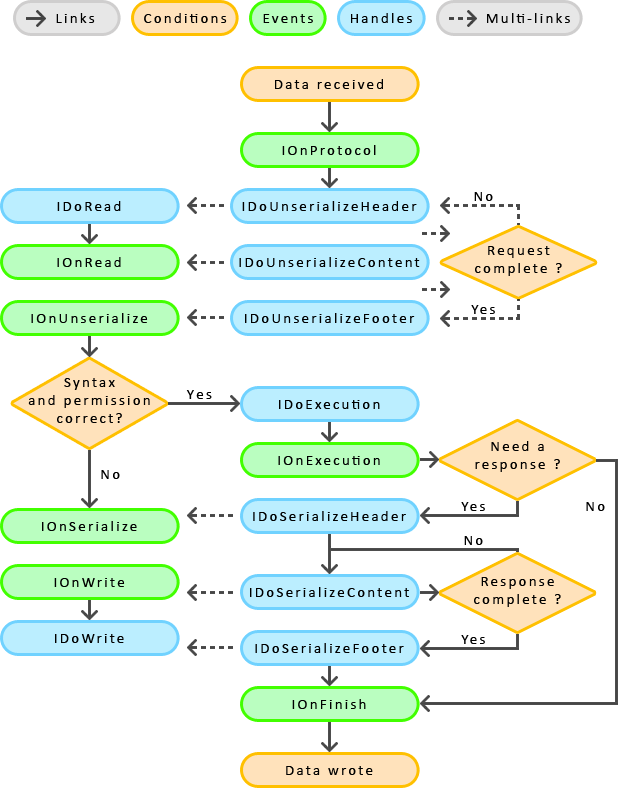 Links
Conditions
Events
Handles
Multi-links
Data received
IOnProtocol
IDoRead
IDoUnserializeHeader
No
IOnRead
IDoUnserializeContent
Request
complete ?
IOnUnserialize
IDoUnserializeFooter
Yes
Syntax
and permission
correct?
Yes
IDoExecution
No
IOnExecution
Need a
response ?
IOnSerialize
IDoSerializeHeader
Yes
No
No
IOnWrite
IDoSerializeContent
Response
complete ?
IDoWrite
IDoSerializeFooter
Yes
IOnFinish
Data wrote